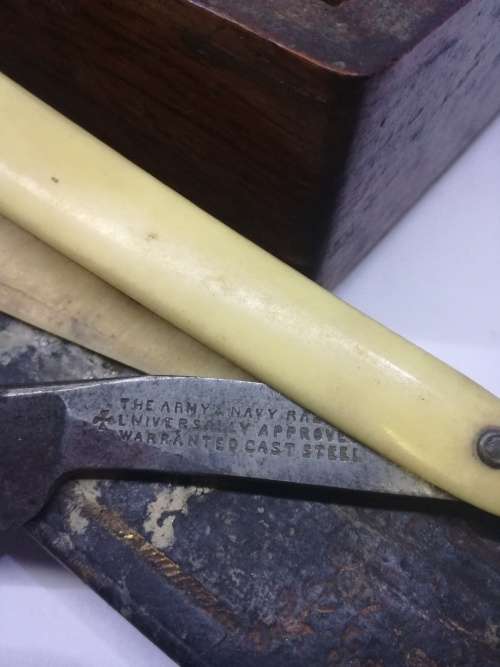 THE ARMY & NAVY
UNIVERSALLY APPROVED
WARRANTED CAST STEEL